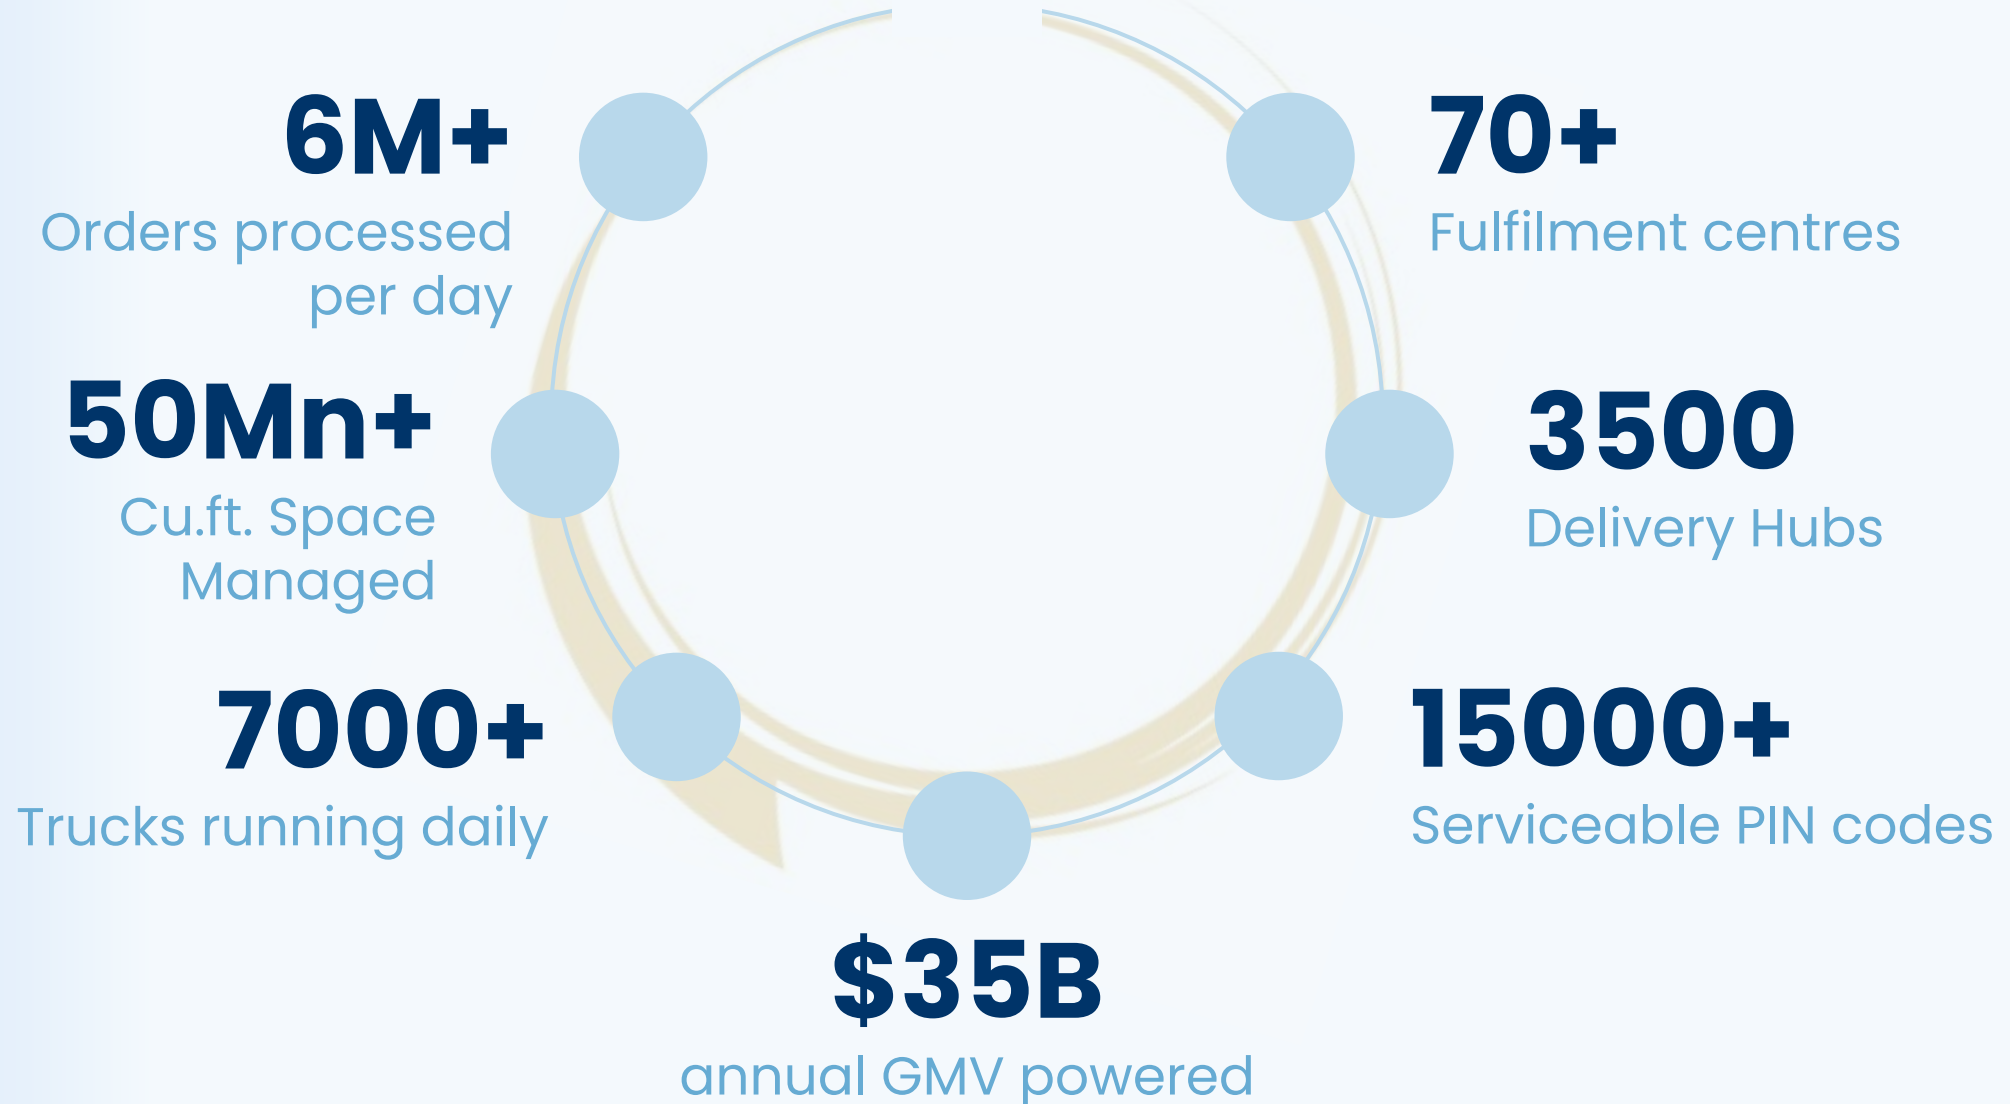 6M+
Orders processed
per day
50Mn+
Cu.ft. Space
Managed
7000+
Trucks running daily
$35B
annual GMV powered
70+
Fulfilment centres
3500
Delivery Hubs
15000+
Serviceable PIN codes